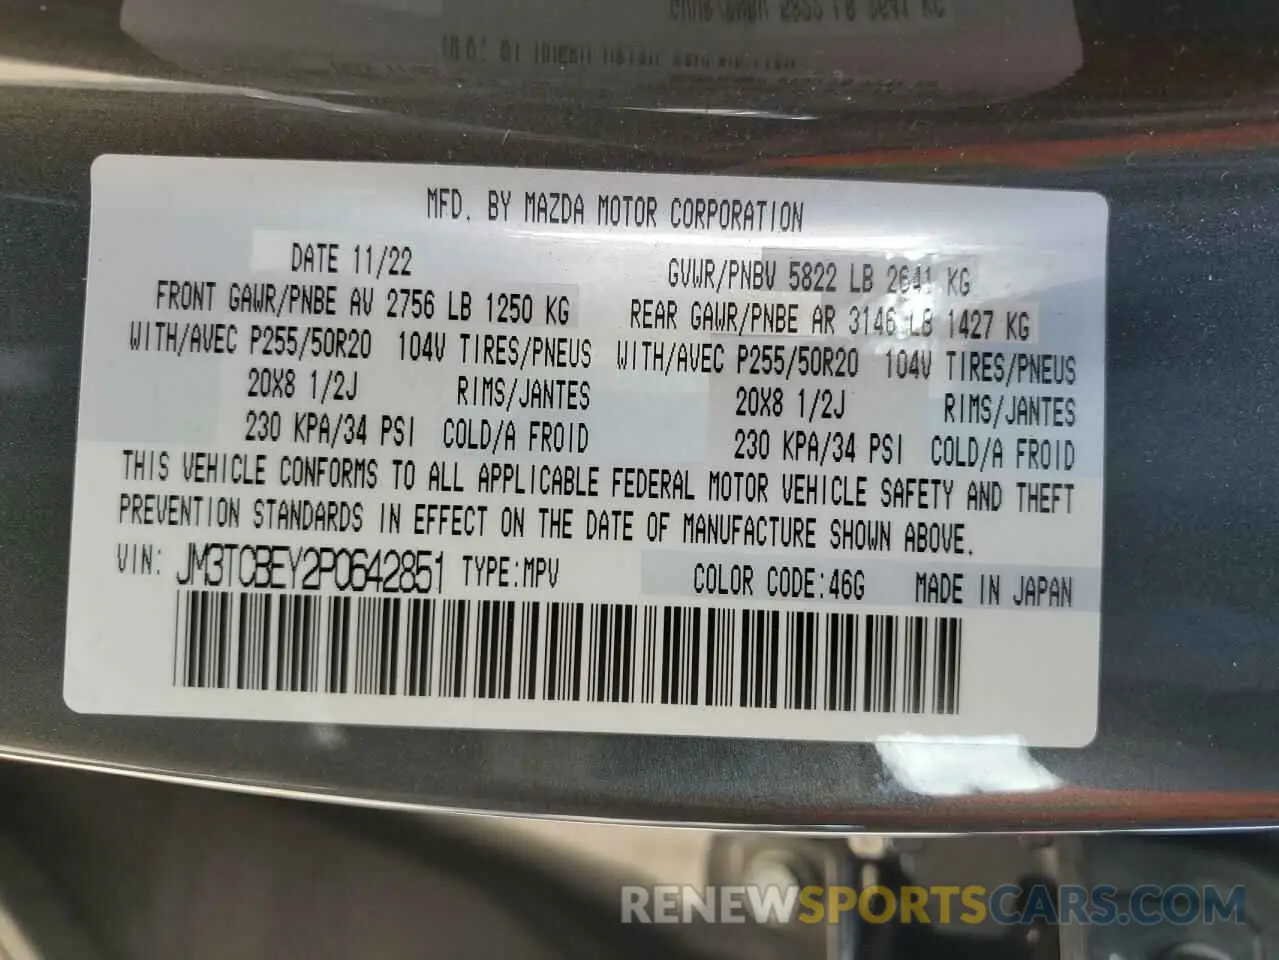 MFD. BY MAZDA MOTOR CORPORATION
DATE 11/22 GVWR/PNBV 5822 LB 2641 KG
FRONT GAWR/PNBE AV 2756 LB 1250 KG REAR GAWR/PNBE AR 3146 LB 1427 KG
WITH/AVEC P255/50R20 104V TIRES/PNEUS WITH/AVEC P255/50R20 104V TIRES/PNEUS
20X8 1/2J RIMS/JANTES 20X8 1/2J RIMS/JANTES
230 KPA/34 PSI COLD/A FROID 230 KPA/34 PSI COLD/A FROID
THIS VEHICLE CONFORMS TO ALL APPLICABLE FEDERAL MOTOR VEHICLE SAFETY AND THEFT
PREVENTION STANDARDS IN EFFECT ON THE DATE OF MANUFACTURE SHOWN ABOVE.
VIN: JM3TCBEY2P0642851 TYPE:MPV COLOR CODE:46G MADE IN JAPAN
RENEWSPORTSCARS.COM